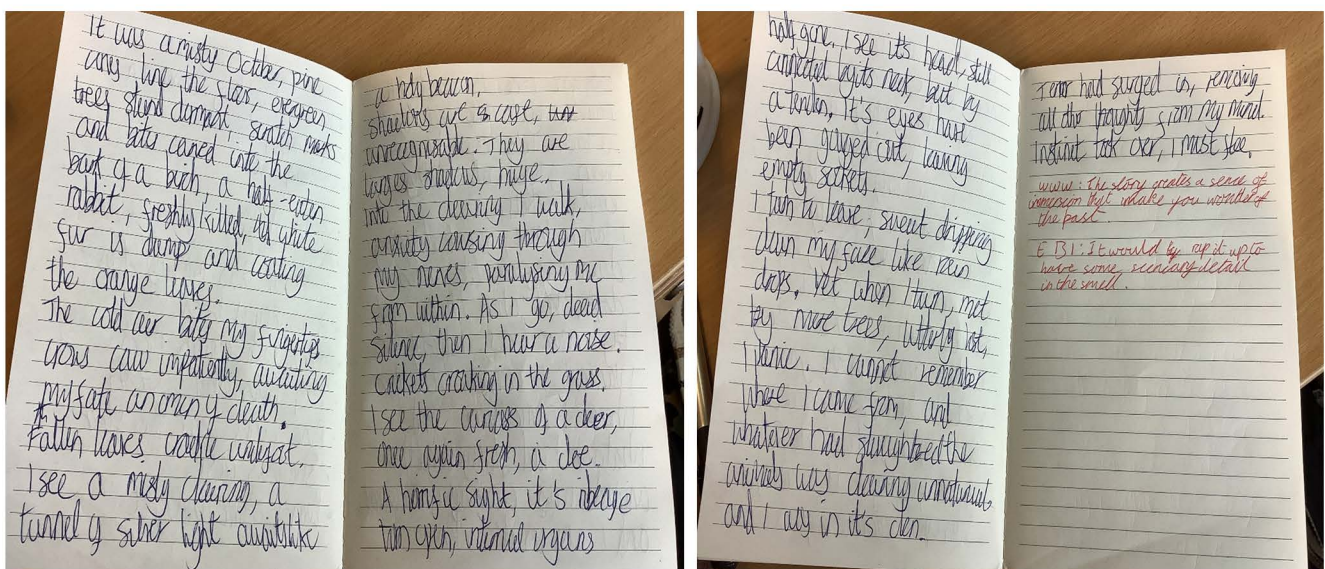 It was a misty October, pine
cones line the floor, evergreen
trees stand dormant, scratch marks
and bites carved into the
bark of a birch, a half-eaten
rabbit, freshly killed, its white
fur is damp and coating
the orange leaves.
The cold air bites my fingertips
crows caw impatiently, awaiting
my fate an omen of death.
Fallen leaves crackle underfoot.
I see a misty clearing, a
tunnel of silver light awaits like
a holy beacon.
shadows are cast,
unrecognisable. They are
larges shadows, huge.
Into the clearing I walk,
anxiety coursing through
my nerves, paralysing me
from within. As I go, dead
silence, then I hear a noise.
Crickets croaking in the grass.
I see the carcass of a deer,
once again fresh, a doe.
A horrific sight, it's ribcage
torn open, internal organs
half gone, I see it's head, still
connected by its neck, but by
a tendon. It's eyes have
been gouged out, leaving
empty sockets.
I turn to leave, sweat dripping
down my face like rain
drops. Yet when I turn, met
by more trees, utterly lost,
I panic. I cannot remember
where I came from, and
whatever had slaughtered the
animals was clearly unnatural
and I was in it's den.
Terror had surged in, removing
all the thoughts from my mind.
Instinct took over, I must flee.
WWW: The story creates a sense of
immersion that make you wonder of
the past.
EBI: It would by rip it up to
have some, scenery detail
in the smell.